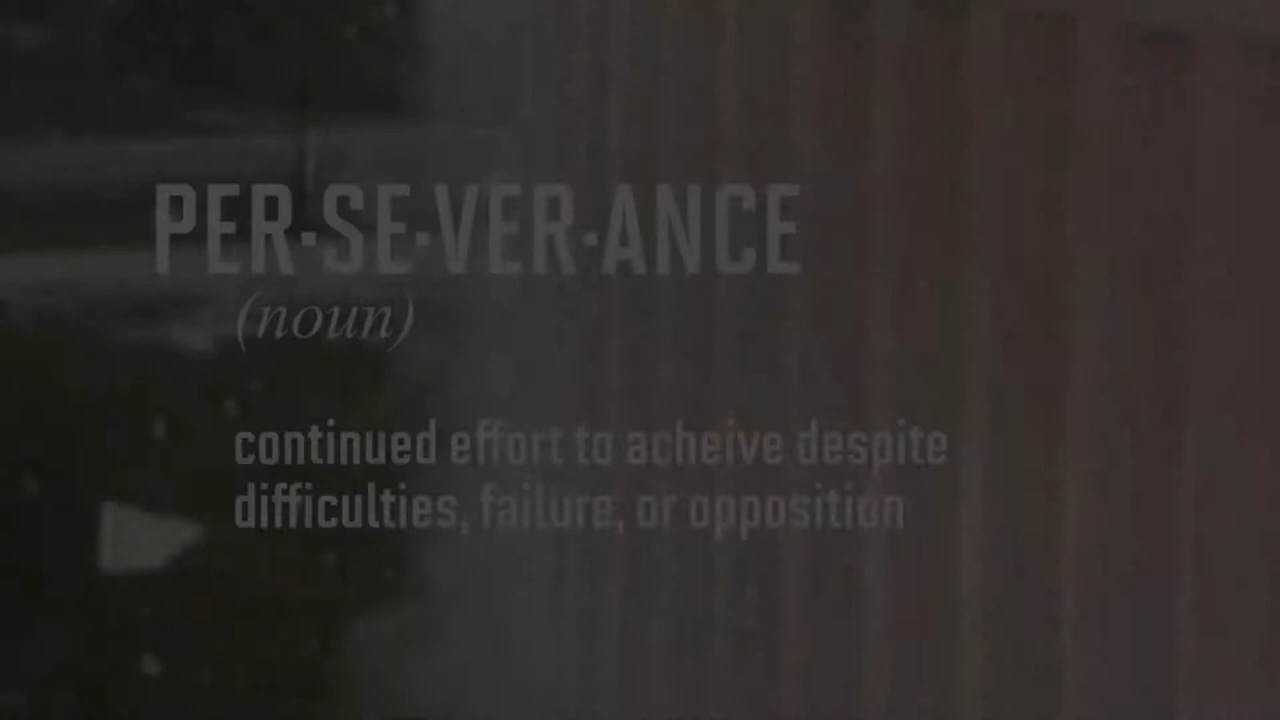 PER·SE·VER·ANCE
(noun)
continued effort to acheive despite
difficulties, failure, or opposition